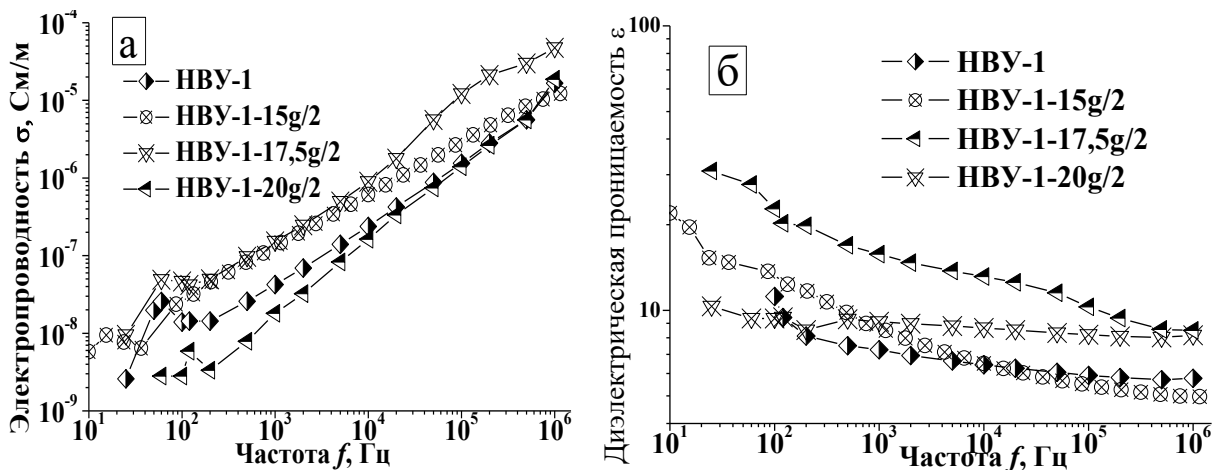 Электропроводность σ, См/м
10⁻⁴
10⁻⁵
10⁻⁶
10⁻⁷
10⁻⁸
10⁻⁹
а
НВУ-1
НВУ-1-15g/2
НВУ-1-17,5g/2
НВУ-1-20g/2
10¹ 10² 10³ 10⁴ 10⁵ 10⁶
Частота f, Гц
Диэлектрическая проницаемость ε
100
10
б
НВУ-1
НВУ-1-15g/2
НВУ-1-17,5g/2
НВУ-1-20g/2
10¹ 10² 10³ 10⁴ 10⁵ 10⁶
Частота f, Гц